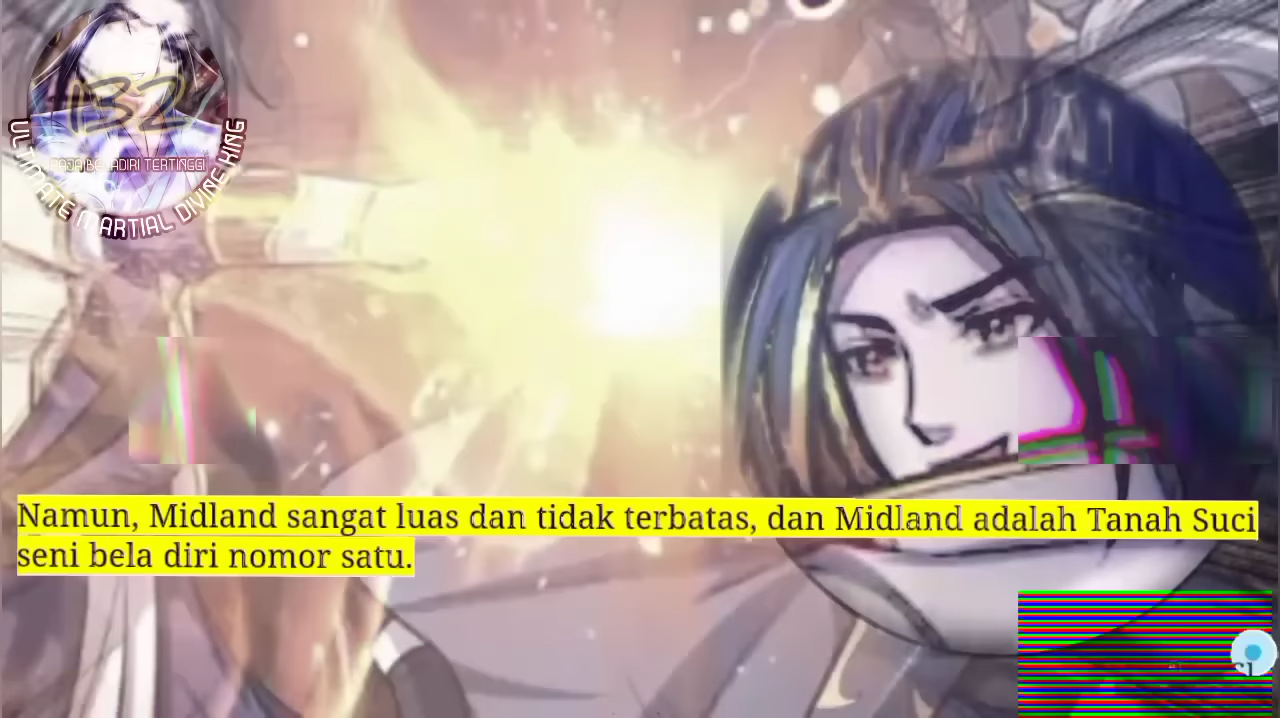 132
RAJA BELADIRI TERTINGGI
ULTIMATE MARTIAL DIVINE KING
Namun, Midland sangat luas dan tidak terbatas, dan Midland adalah Tanah Suci
seni bela diri nomor satu.